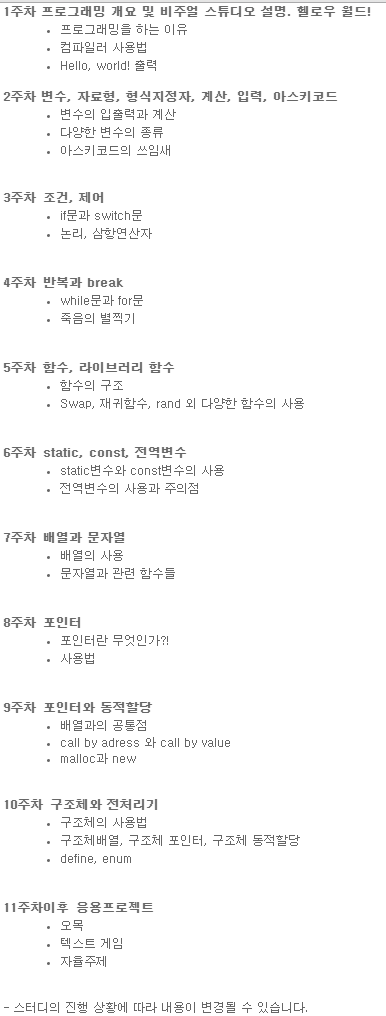 1주차 프로그래밍 개요 및 비주얼 스튜디오 설명. 헬로우 월드!
• 프로그래밍을 하는 이유
• 컴파일러 사용법
• Hello, world! 출력
2주차 변수, 자료형, 형식지정자, 계산, 입력, 아스키코드
• 변수의 입출력과 계산
• 다양한 변수의 종류
• 아스키코드의 쓰임새
3주차 조건, 제어
• if문과 switch문
• 논리, 삼항연산자
4주차 반복과 break
• while문과 for문
• 죽음의 별찍기
5주차 함수, 라이브러리 함수
• 함수의 구조
• Swap, 재귀함수, rand 외 다양한 함수의 사용
6주차 static, const, 전역변수
• static변수와 const변수의 사용
• 전역변수의 사용과 주의점
7주차 배열과 문자열
• 배열의 사용
• 문자열과 관련 함수들
8주차 포인터
• 포인터란 무엇인가?!
• 사용법
9주차 포인터와 동적할당
• 배열과의 공통점
• call by adress 와 call by value
• malloc과 new
10주차 구조체와 전처리기
• 구조체의 사용법
• 구조체배열, 구조체 포인터, 구조체 동적할당
• define, enum
11주차이후 응용프로젝트
• 오목
• 텍스트 게임
• 자율주제
- 스터디의 진행 상황에 따라 내용이 변경될 수 있습니다.